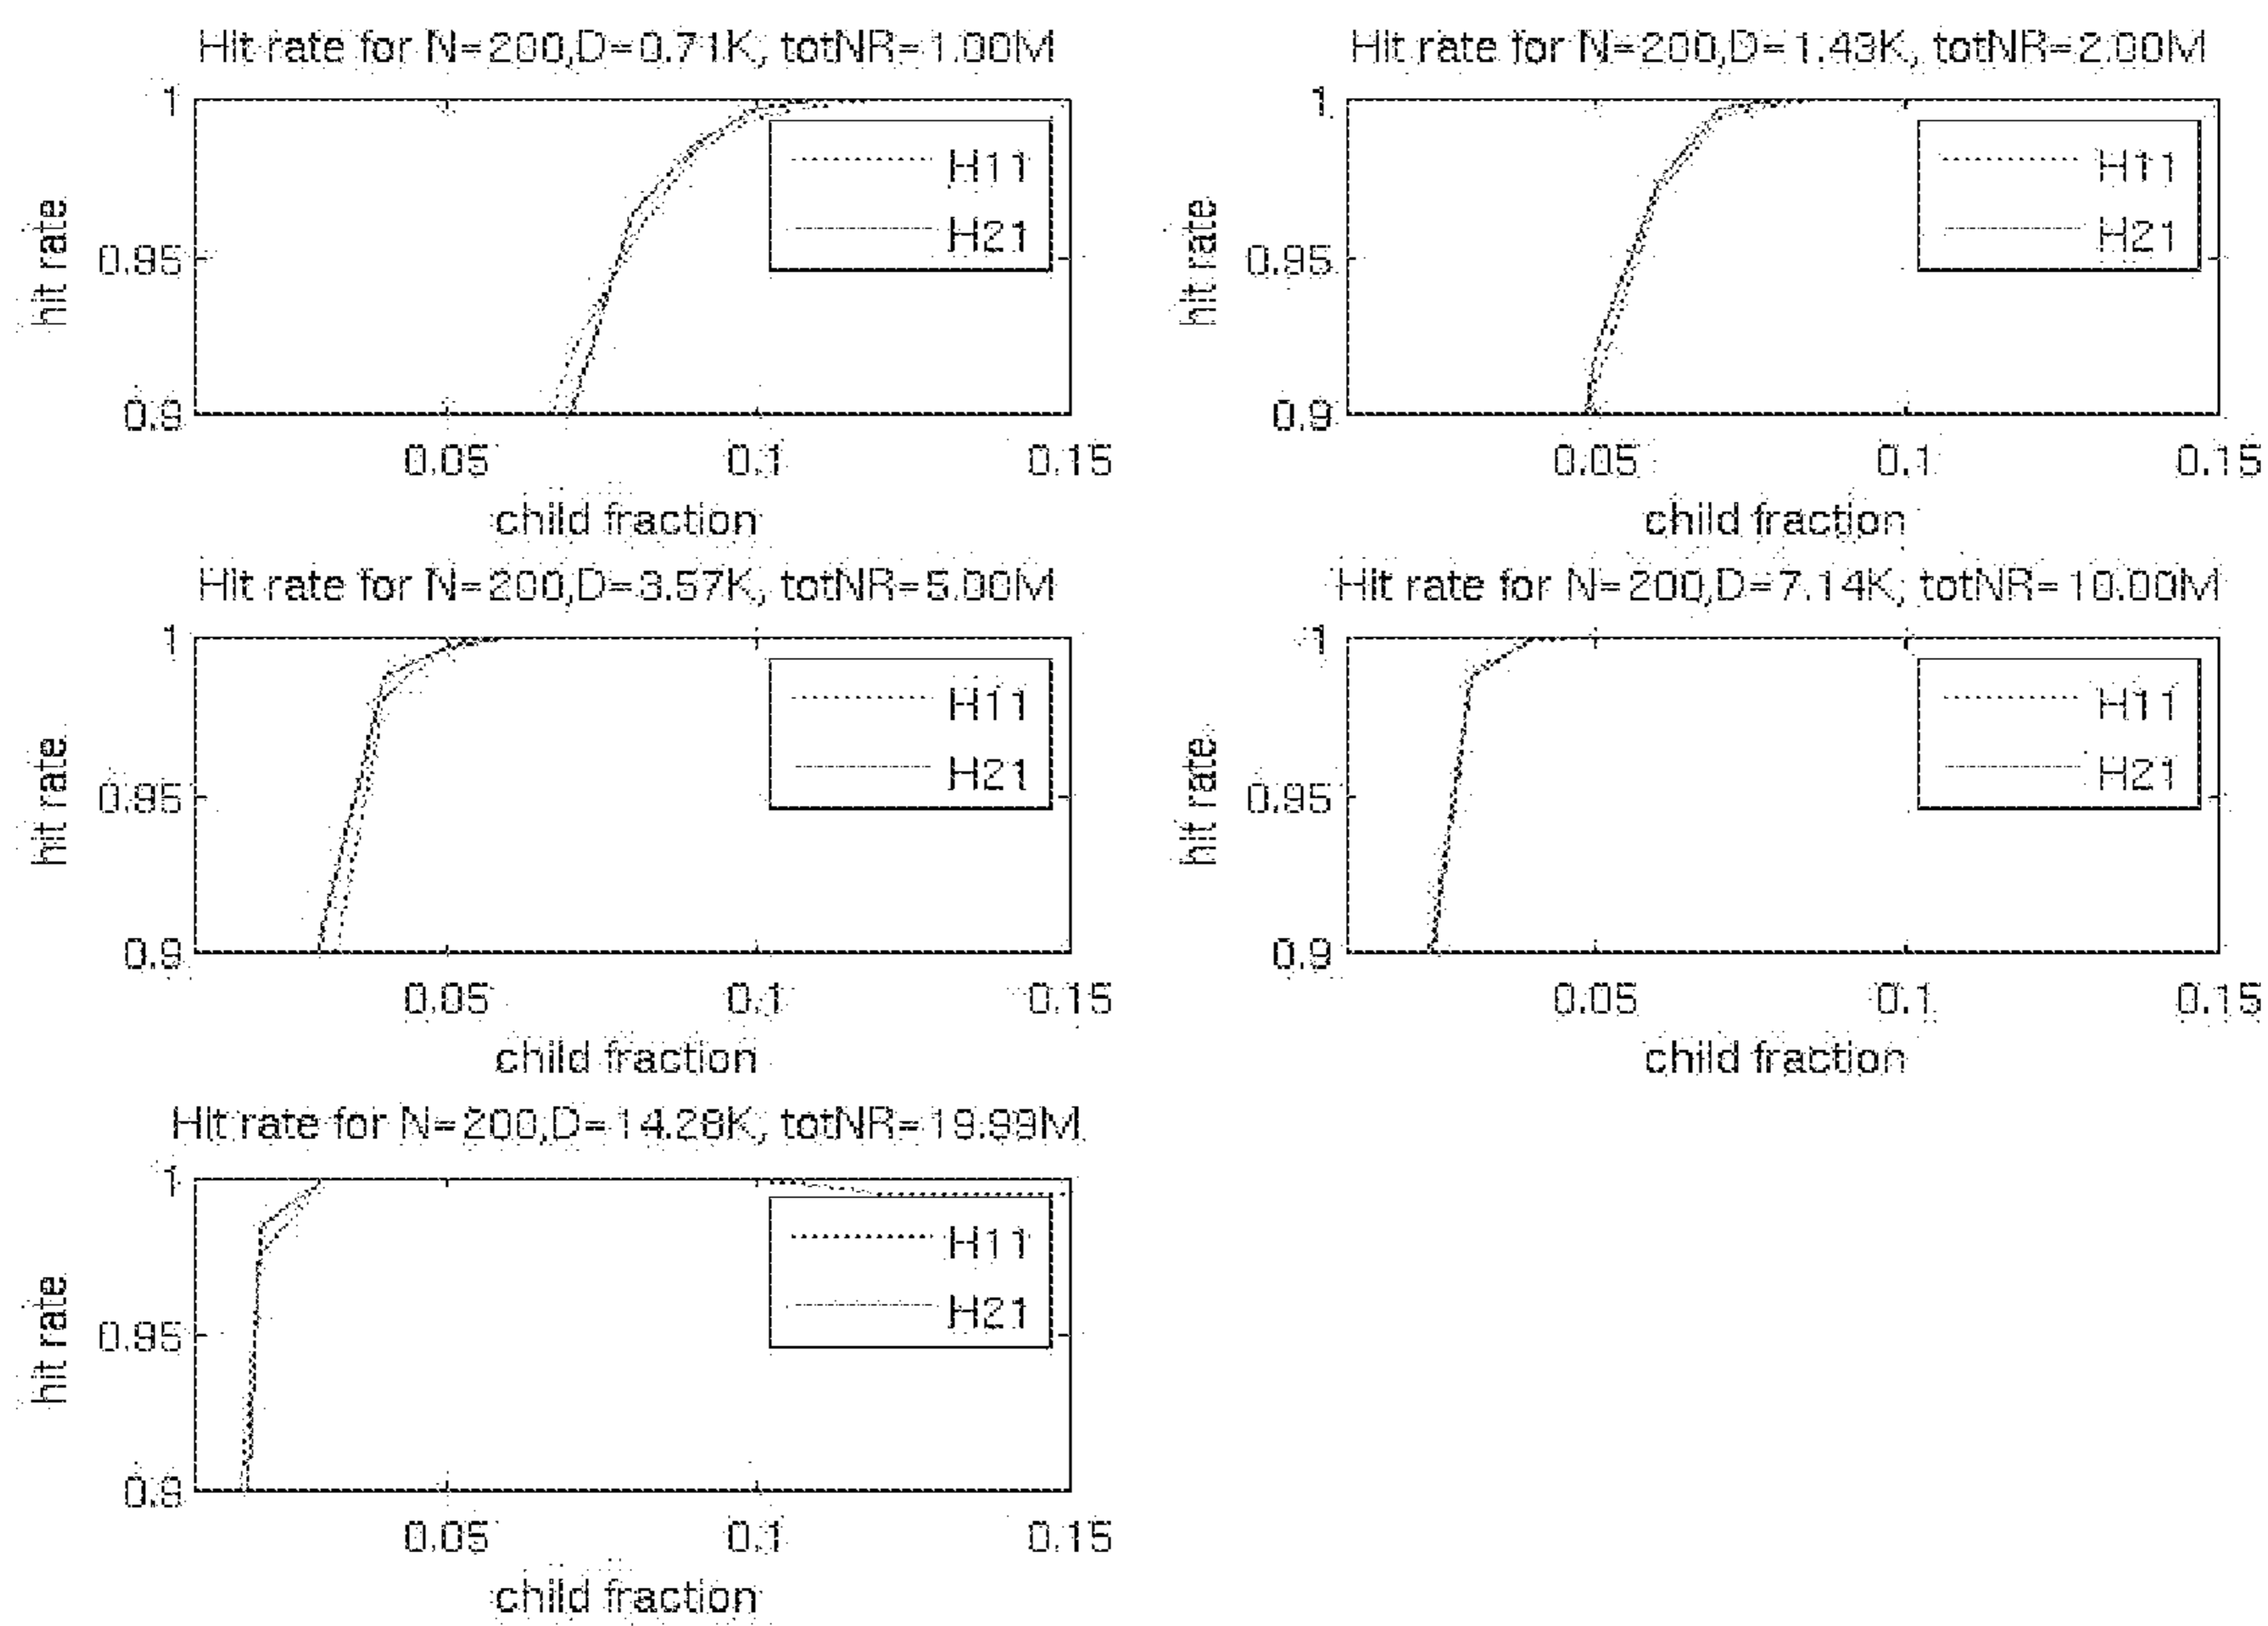 Hit rate for N=200,D=0.71K, totNR=1.00M
1
0.95
0.9
hit rate
H11
H21
0.05 0.1 0.15
child fraction
Hit rate for N=200,D=1.43K, totNR=2.00M
1
0.95
0.9
hit rate
H11
H21
0.05 0.1 0.15
child fraction
Hit rate for N=200,D=3.57K, totNR=5.00M
1
0.95
0.9
hit rate
H11
H21
0.05 0.1 0.15
child fraction
Hit rate for N=200,D=7.14K, totNR=10.00M
1
0.95
0.9
hit rate
H11
H21
0.05 0.1 0.15
child fraction
Hit rate for N=200,D=14.28K, totNR=19.99M
1
0.95
0.9
hit rate
H11
H21
0.05 0.1 0.15
child fraction